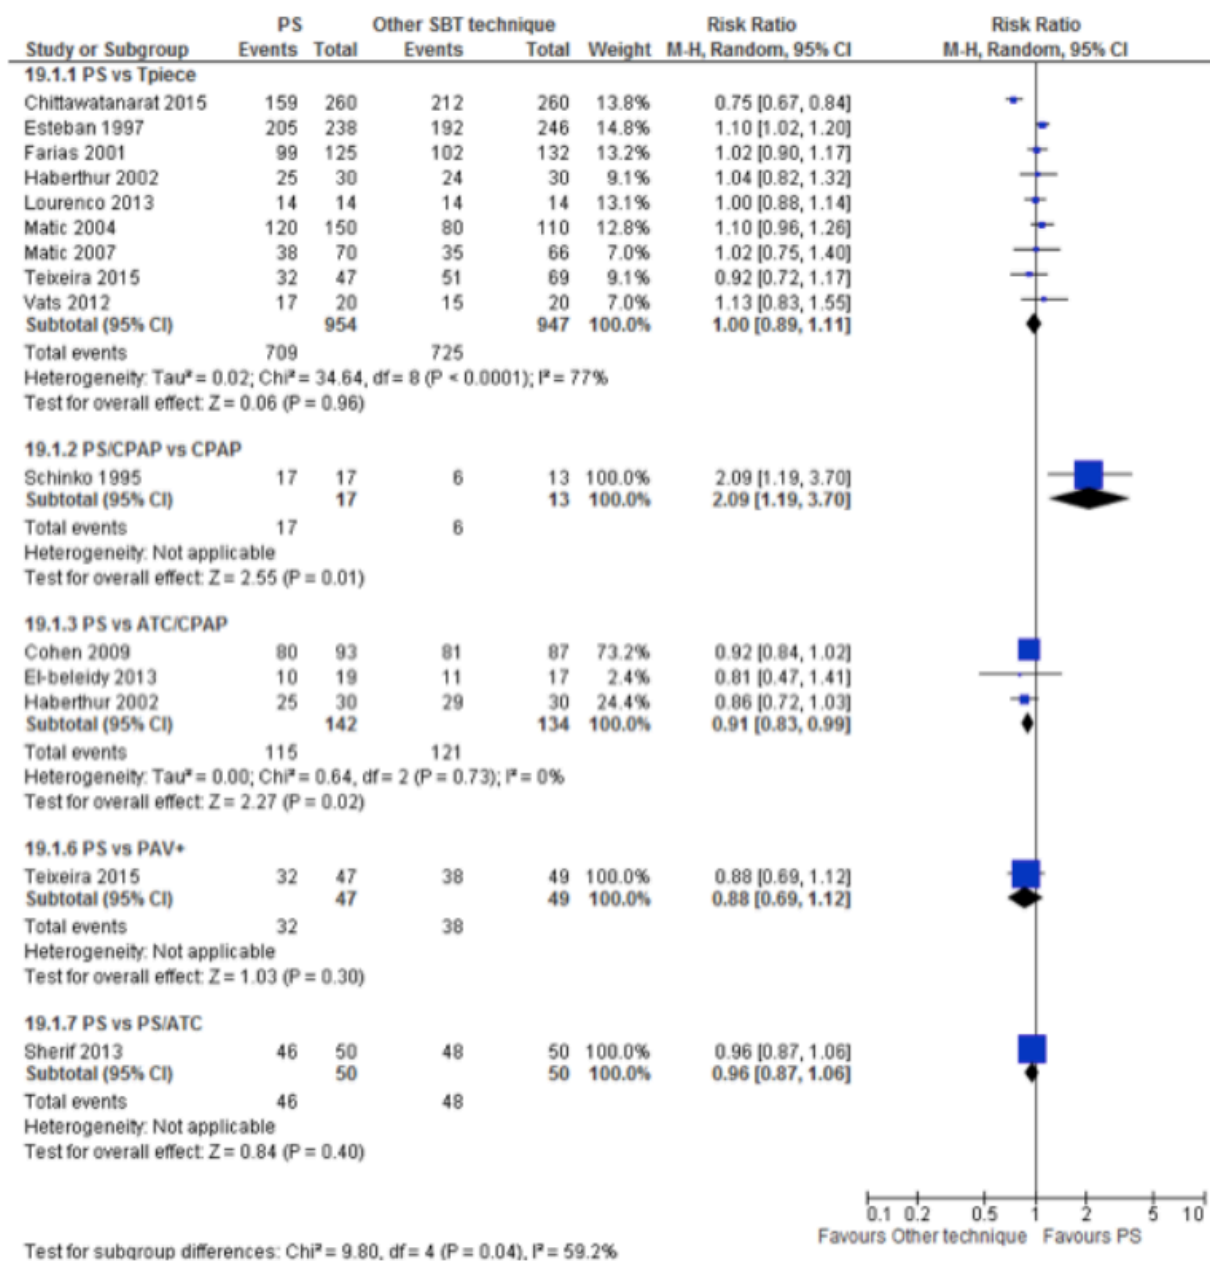 PS Other SBT technique Risk Ratio Risk Ratio
Study or Subgroup Events Total Events Total Weight M-H, Random, 95% CI M-H, Random, 95% CI
19.1.1 PS vs Tpiece
Chittawatanarat 2015 159 260 212 260 13.8% 0.75 [0.67, 0.84]
Esteban 1997 205 238 192 246 14.8% 1.10 [1.02, 1.20]
Farias 2001 99 125 102 132 13.2% 1.02 [0.90, 1.17]
Haberthur 2002 25 30 24 30 9.1% 1.04 [0.82, 1.32]
Lourenco 2013 14 14 14 14 13.1% 1.00 [0.88, 1.14]
Matic 2004 120 150 80 110 12.8% 1.10 [0.96, 1.26]
Matic 2007 38 70 35 66 7.0% 1.02 [0.75, 1.40]
Teixeira 2015 32 47 51 69 9.1% 0.92 [0.72, 1.17]
Vats 2012 17 20 15 20 7.0% 1.13 [0.83, 1.55]
Subtotal (95% CI) 954 947 100.0% 1.00 [0.89, 1.11]
Total events 709 725
Heterogeneity: Tau² = 0.02; Chi² = 34.64, df = 8 (P < 0.0001); I² = 77%
Test for overall effect: Z = 0.06 (P = 0.96)
19.1.2 PS/CPAP vs CPAP
Schinko 1995 17 17 6 13 100.0% 2.09 [1.19, 3.70]
Subtotal (95% CI) 17 13 100.0% 2.09 [1.19, 3.70]
Total events 17 6
Heterogeneity: Not applicable
Test for overall effect: Z = 2.55 (P = 0.01)
19.1.3 PS vs ATC/CPAP
Cohen 2009 80 93 81 87 73.2% 0.92 [0.84, 1.02]
El-beleidy 2013 10 19 11 17 2.4% 0.81 [0.47, 1.41]
Haberthur 2002 25 30 29 30 24.4% 0.86 [0.72, 1.03]
Subtotal (95% CI) 142 134 100.0% 0.91 [0.83, 0.99]
Total events 115 121
Heterogeneity: Tau² = 0.00; Chi² = 0.64, df = 2 (P = 0.73); I² = 0%
Test for overall effect: Z = 2.27 (P = 0.02)
19.1.6 PS vs PAV+
Teixeira 2015 32 47 38 49 100.0% 0.88 [0.69, 1.12]
Subtotal (95% CI) 47 49 100.0% 0.88 [0.69, 1.12]
Total events 32 38
Heterogeneity: Not applicable
Test for overall effect: Z = 1.03 (P = 0.30)
19.1.7 PS vs PS/ATC
Sherif 2013 46 50 48 50 100.0% 0.96 [0.87, 1.06]
Subtotal (95% CI) 50 50 100.0% 0.96 [0.87, 1.06]
Total events 46 48
Heterogeneity: Not applicable
Test for overall effect: Z = 0.84 (P = 0.40)
0.1 0.2 0.5 1 2 5 10
Favours Other technique Favours PS
Test for subgroup differences: Chi² = 9.80, df = 4 (P = 0.04), I² = 59.2%